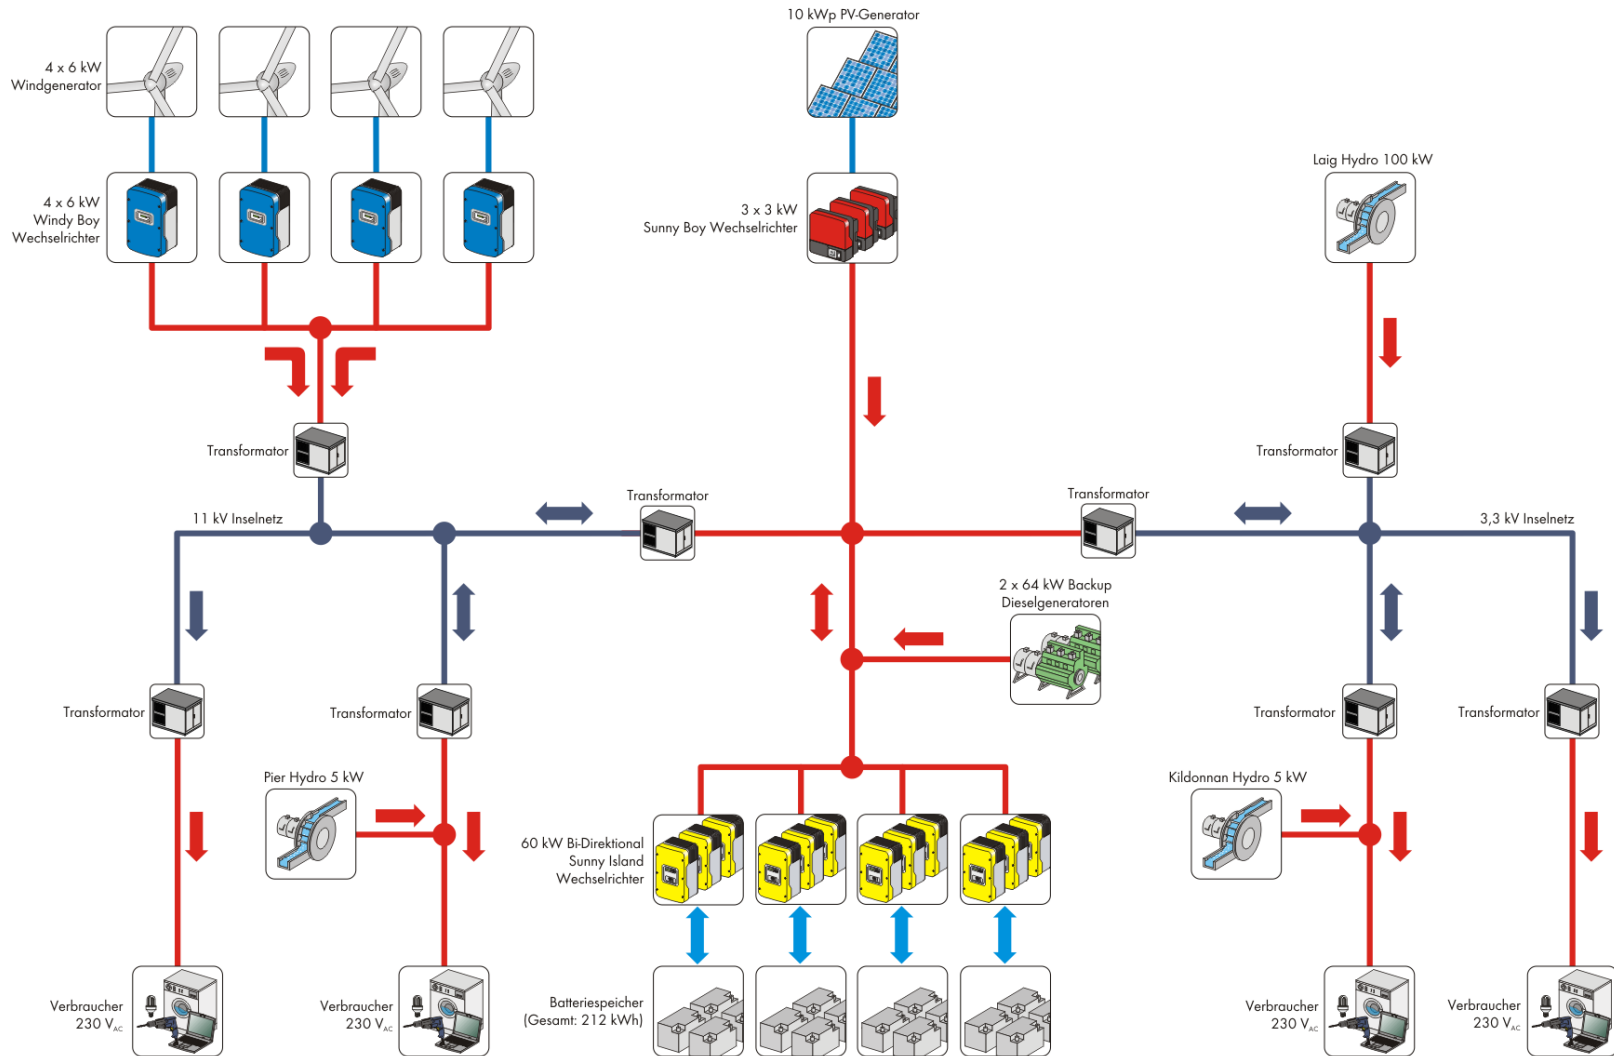 10 kWp PV-Generator
4 x 6 kW
Windgenerator
Laig Hydro 100 kW
4 x 6 kW
Windy Boy
Wechselrichter
3 x 3 kW
Sunny Boy Wechselrichter
Transformator
Transformator
Transformator
Transformator
11 kV Inselnetz
3,3 kV Inselnetz
2 x 64 kW Backup
Dieselgeneratoren
Transformator
Transformator
Transformator
Transformator
Pier Hydro 5 kW
Kildonnan Hydro 5 kW
60 kW Bi-Direktional
Sunny Island
Wechselrichter
Verbraucher
230 VAC
Verbraucher
230 VAC
Batteriespeicher
(Gesamt: 212 kWh)
Verbraucher
230 VAC
Verbraucher
230 VAC